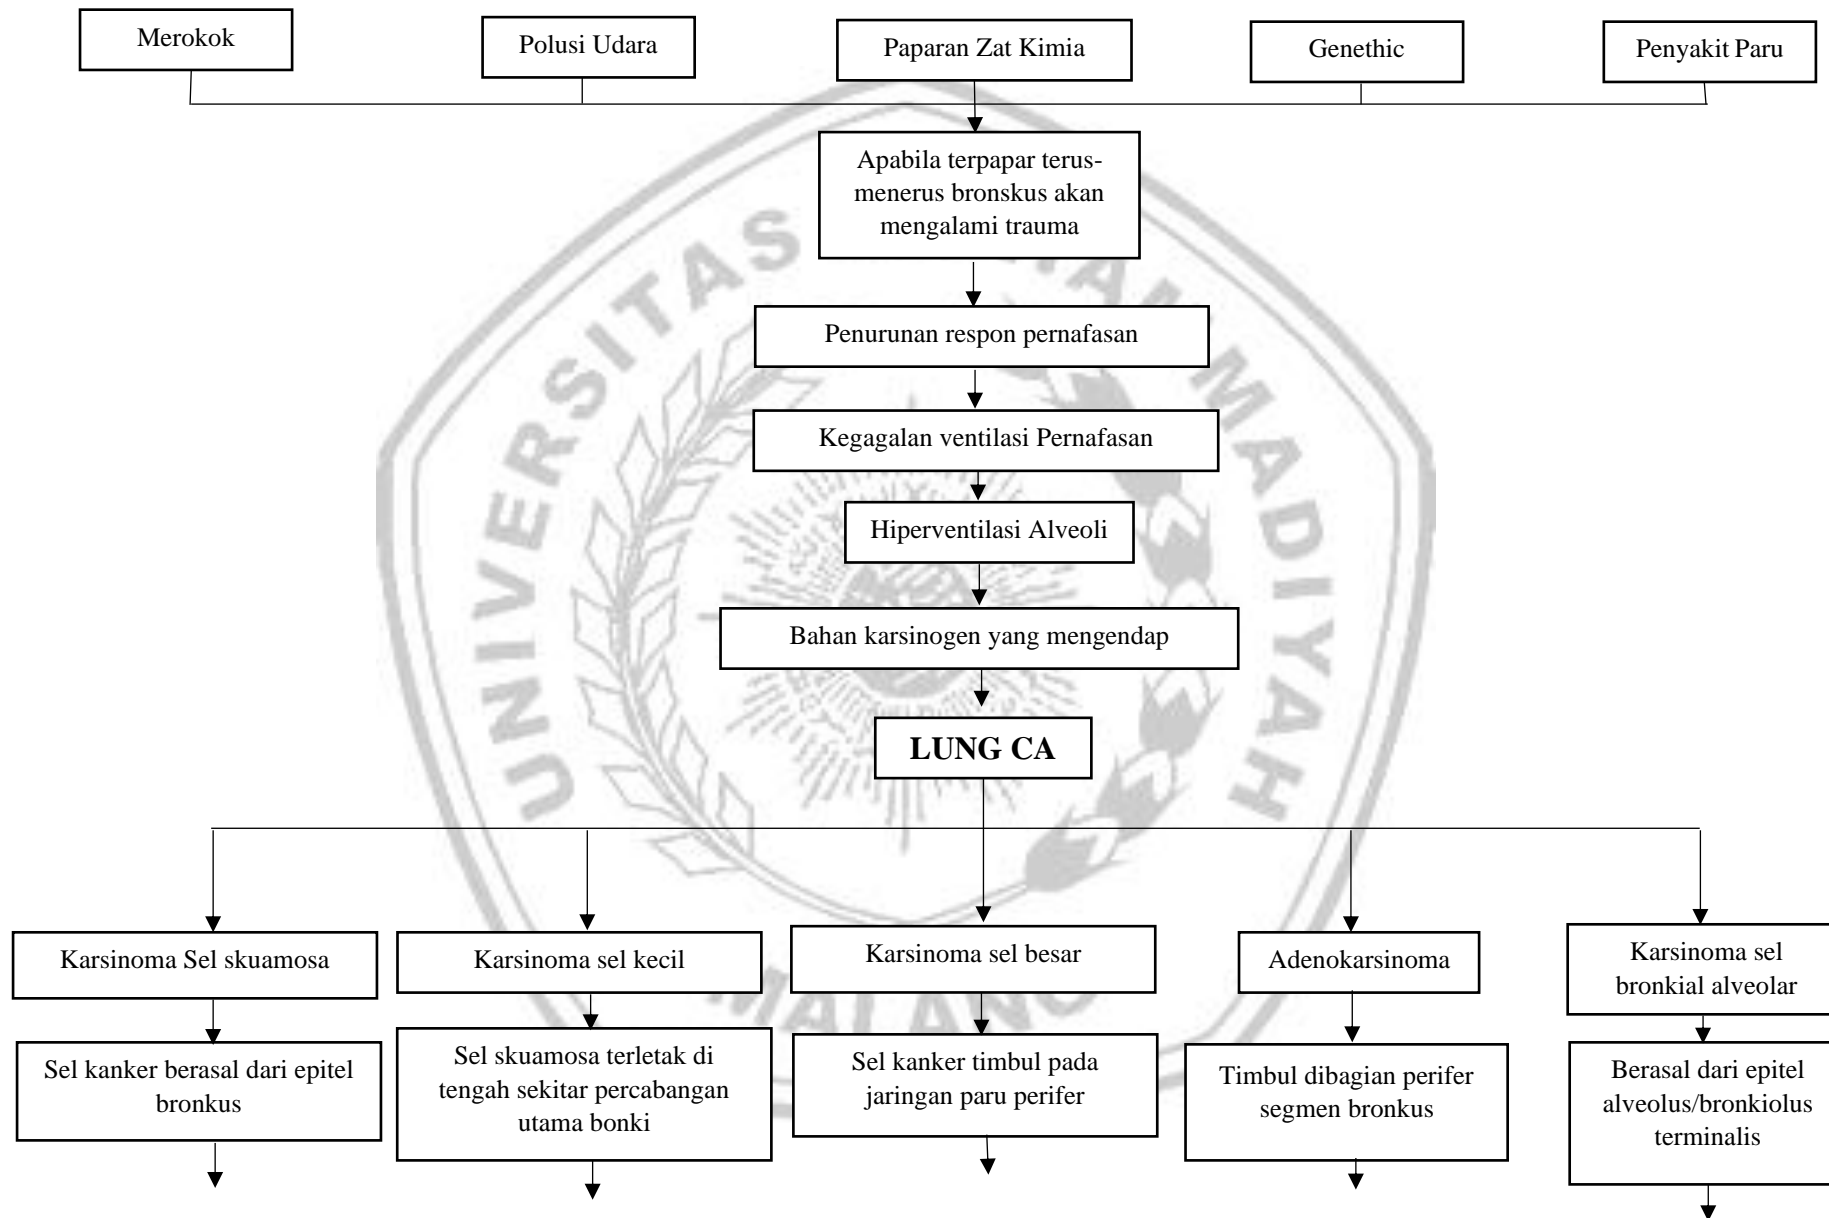 Merokok
Polusi Udara
Paparan Zat Kimia
Genethic
Penyakit Paru
Apabila terpapar terus-
menerus bronskus akan
mengalami trauma
Penurunan respon pernafasan
Kegagalan ventilasi Pernafasan
Hiperventilasi Alveoli
Bahan karsinogen yang mengendap
LUNG CA
Karsinoma Sel skuamosa
Karsinoma sel kecil
Karsinoma sel besar
Adenokarsinoma
Karsinoma sel
bronkial alveolar
Sel kanker berasal dari epitel
bronkus
Sel skuamosa terletak di
tengah sekitar percabangan
utama bonki
Sel kanker timbul pada
jaringan paru perifer
Timbul dibagian perifer
segmen bronkus
Berasal dari epitel
alveolus/bronkiolus
terminalis
UNIVERSITAS
MALANG